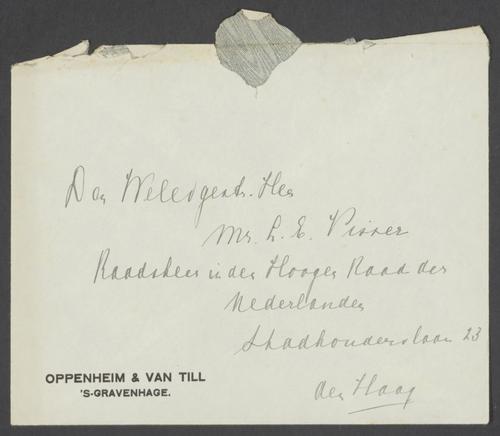 Den Weledgestr. Heer
Mr. L. E. Visser
Raadsheer in den Hoogen Raad der
Nederlanden
Stadhouderslaan 23
den Haag
OPPENHEIM & VAN TILL
'S-GRAVENHAGE.